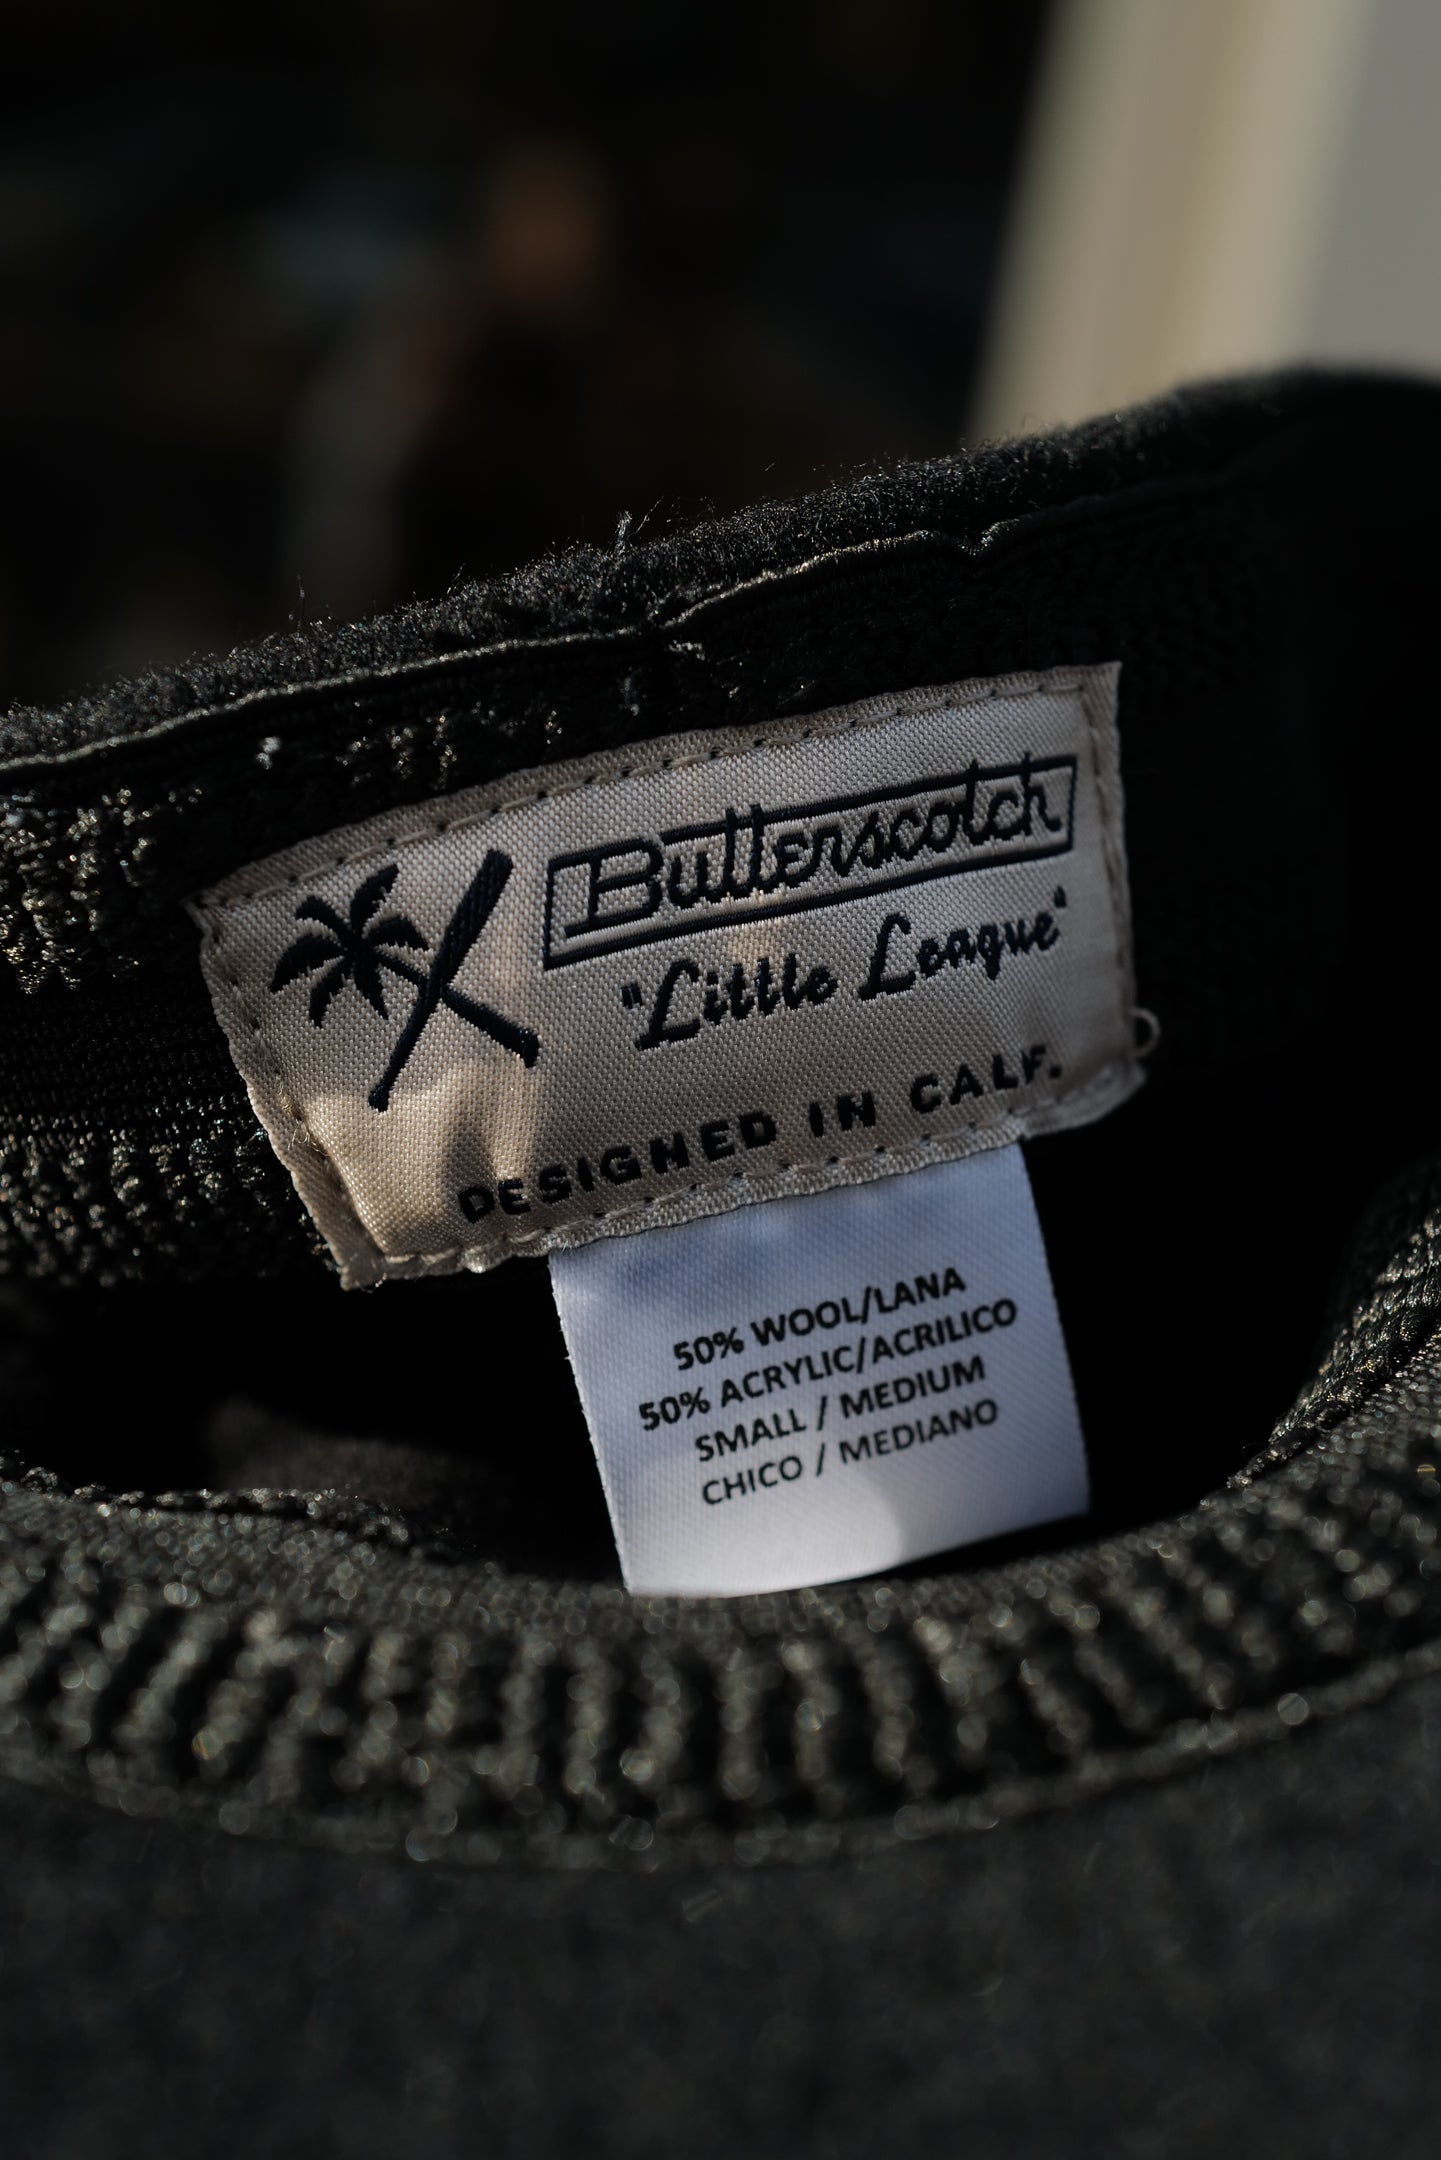 Butterscotch
"Little League"
DESIGNED IN CALF.
50% WOOL/LANA
50% ACRYLIC/ACRILICO
SMALL / MEDIUM
CHICO / MEDIANO